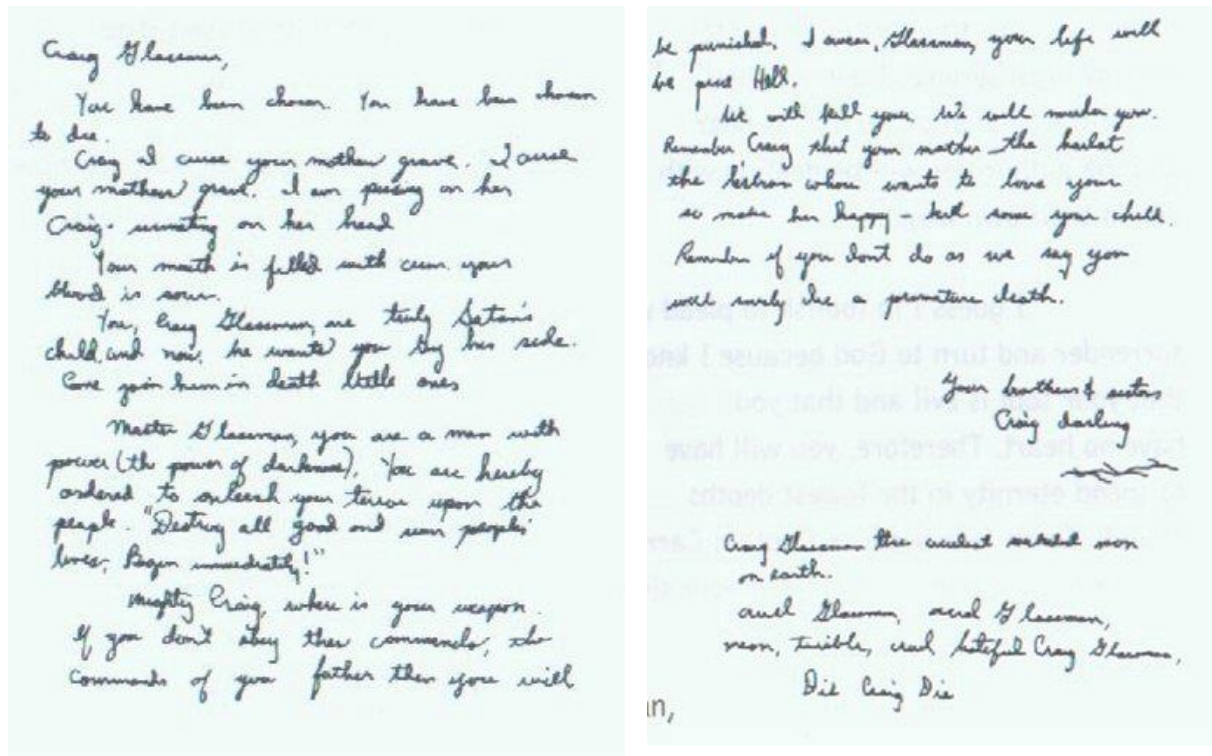 Craig Glassman,
You have been chosen. You have been chosen
to die.
Craig I curse your mother grave. I curse
your mothers grave. I am pissing on her
Craig - urinating on her head
Your mouth is filled with cum your
blood is sour.
You, Craig Glassman, are truly Satan's
child and now he wants you by his side.
Come join him in death little ones
Master Glassman, you are a man with
power (the power of darkness). You are hereby
ordered to unleash your terror upon the
people. "Destroy all good and ruin peoples'
lives. Begin immediately!"
Mighty Craig, where is your weapon.
If you don't obey these commands, the
commands of your father then you will
be punished. I swear, Glassman, your life will
be pure Hell.
We will kill you. We will murder you.
Remember Craig that your mother the harlot
the whore wants to love you
so make her happy - kill some your child.
Remember if you don't do as we say you
will surely die a premature death.
Your brothers & sisters
Craig darling
Craig Glassman the cruelest wicked man
on earth.
cruel Glassman, cruel Glassman,
mean, terrible, cruel hateful Craig Glassman,
Die Craig Die
an,